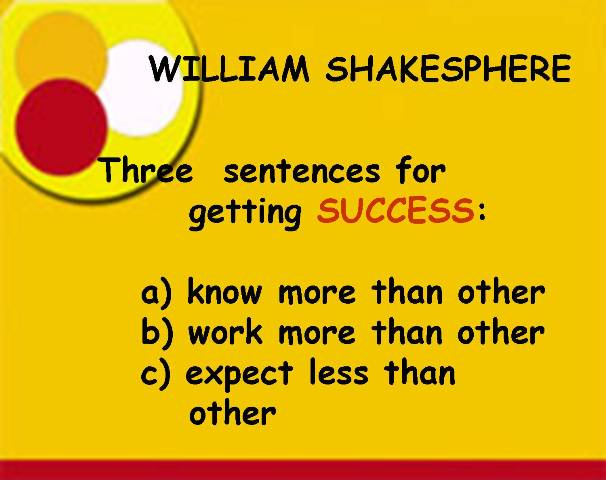 WILLIAM SHAKESPHERE
Three sentences for
getting SUCCESS:
a) know more than other
b) work more than other
c) expect less than
other